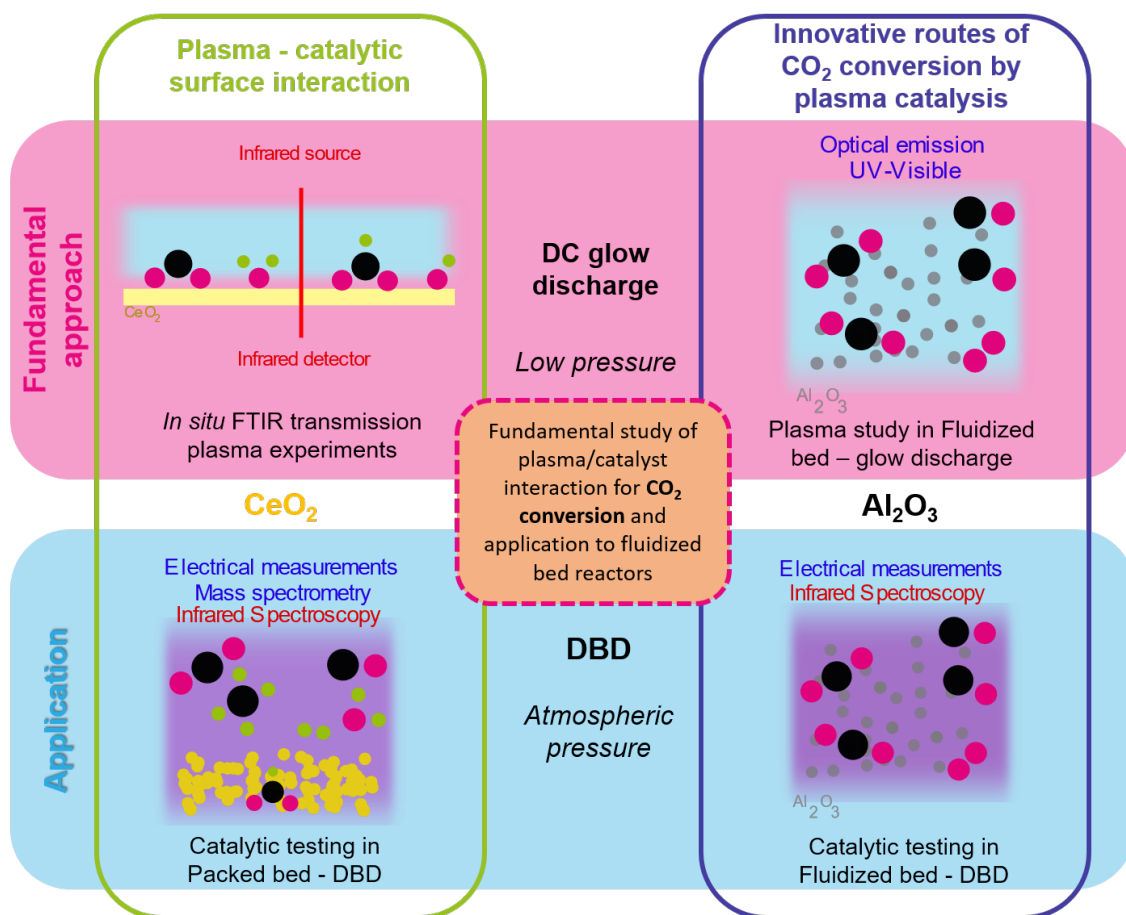 Plasma - catalytic
surface interaction
Innovative routes of
CO₂ conversion by
plasma catalysis
Fundamental
approach
Infrared source
CeO₂
Infrared detector
In situ FTIR transmission
plasma experiments
DC glow
discharge
Low pressure
Optical emission
UV-Visible
Al₂O₃
Plasma study in Fluidized
bed – glow discharge
Fundamental study of
plasma/catalyst
interaction for CO₂
conversion and
application to fluidized
bed reactors
CeO₂
Al₂O₃
Application
Electrical measurements
Mass spectrometry
Infrared Spectroscopy
Catalytic testing in
Packed bed - DBD
DBD
Atmospheric
pressure
Electrical measurements
Infrared Spectroscopy
Al₂O₃
Catalytic testing in
Fluidized bed - DBD